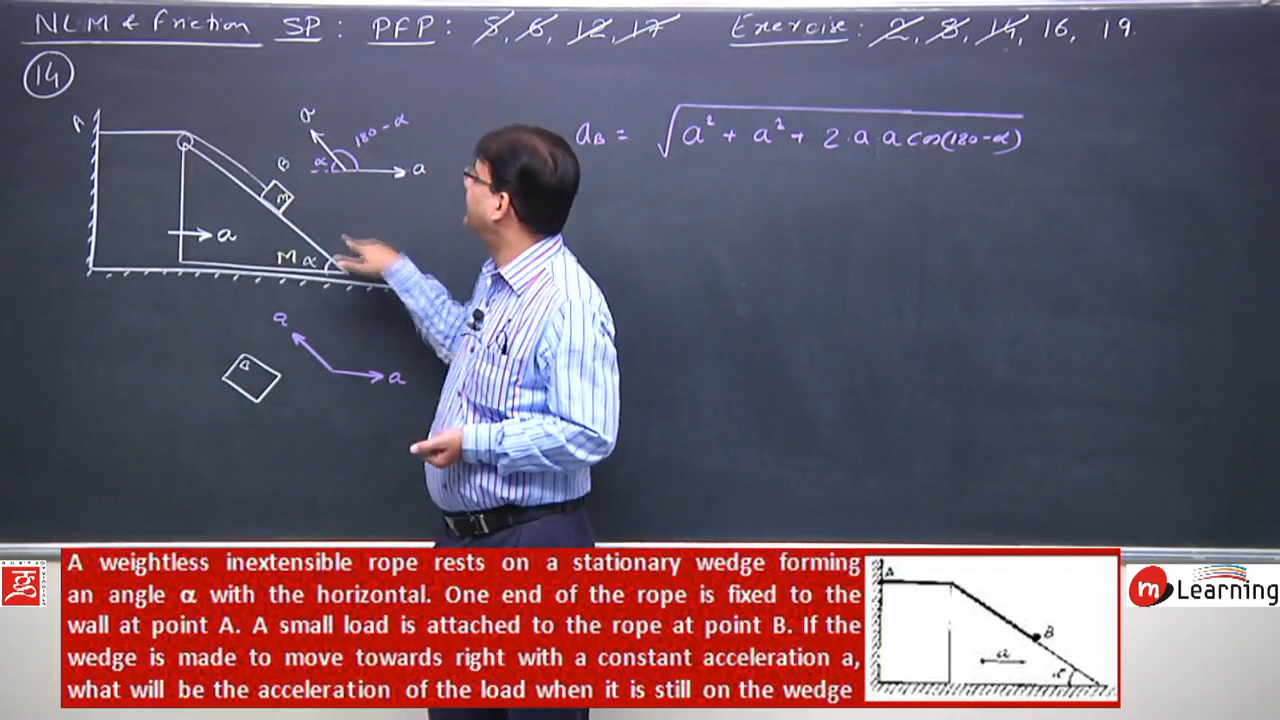 NLM & Friction SP : PFP : 5, 6, 12, 17 Exercise : 2, 8, 14, 16, 19
14
A
a
180-α
α
a
B
M
a
M α
a_B = √(a² + a² + 2·a a cos(180-α))
a
a
B
A weightless inextensible rope rests on a stationary wedge forming
an angle α with the horizontal. One end of the rope is fixed to the
wall at point A. A small load is attached to the rope at point B. If the
wedge is made to move towards right with a constant acceleration a,
what will be the acceleration of the load when it is still on the wedge
A
B
a
mLearning